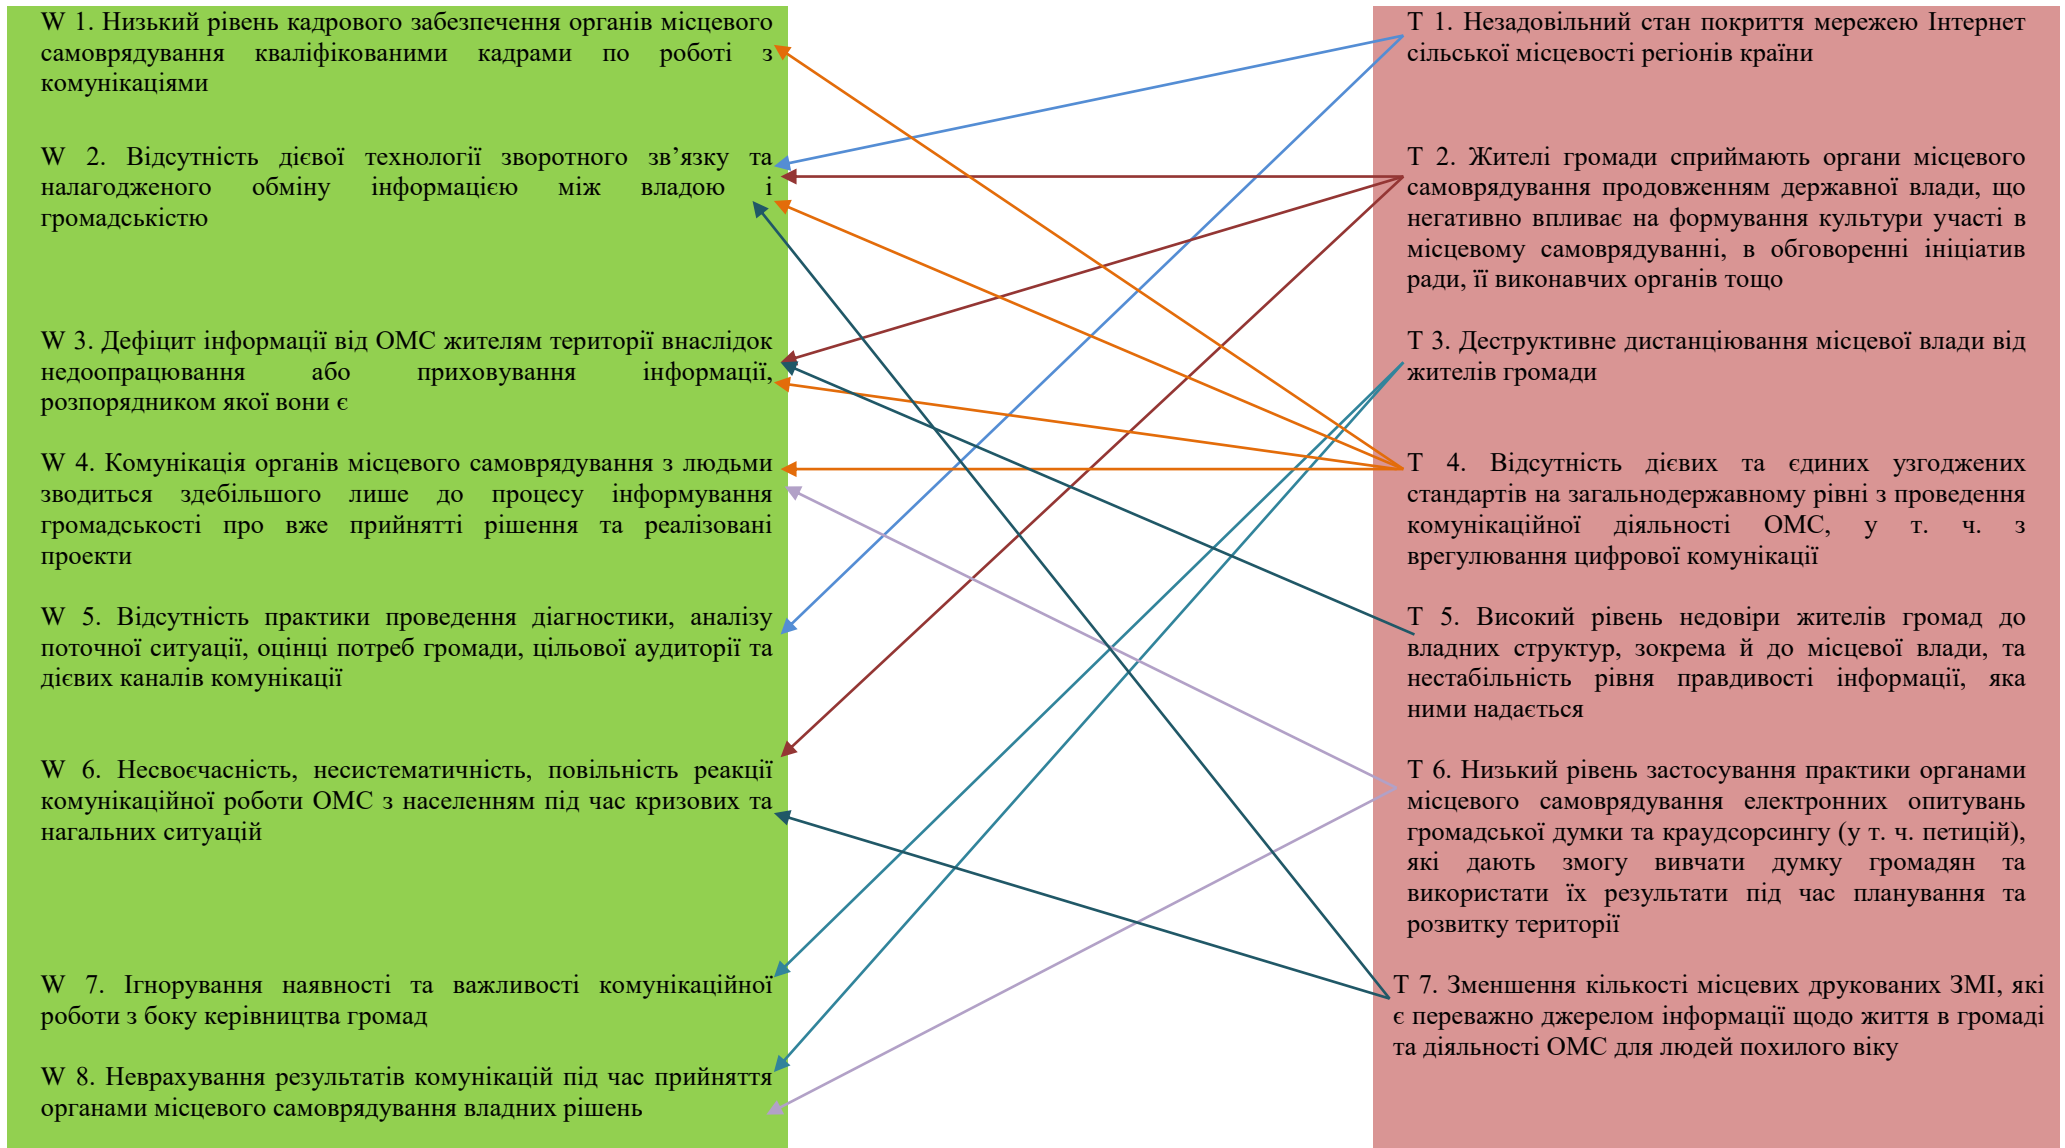 W 1. Низький рівень кадрового забезпечення органів місцевого
самоврядування кваліфікованими кадрами по роботі з
комунікаціями
W 2. Відсутність дієвої технології зворотного зв’язку та
налагодженого обміну інформацією між владою і
громадськістю
W 3. Дефіцит інформації від ОМС жителям території внаслідок
недоопрацювання або приховування інформації,
розпорядником якої вони є
W 4. Комунікація органів місцевого самоврядування з людьми
зводиться здебільшого лише до процесу інформування
громадськості про вже прийнятті рішення та реалізовані
проекти
W 5. Відсутність практики проведення діагностики, аналізу
поточної ситуації, оцінці потреб громади, цільової аудиторії та
дієвих каналів комунікації
W 6. Несвоєчасність, несистематичність, повільність реакції
комунікаційної роботи ОМС з населенням під час кризових та
нагальних ситуацій
W 7. Ігнорування наявності та важливості комунікаційної
роботи з боку керівництва громад
W 8. Неврахування результатів комунікацій під час прийняття
органами місцевого самоврядування владних рішень
Т 1. Незадовільний стан покриття мережею Інтернет
сільської місцевості регіонів країни
Т 2. Жителі громади сприймають органи місцевого
самоврядування продовженням державної влади, що
негативно впливає на формування культури участі в
місцевому самоврядуванні, в обговоренні ініціатив
ради, її виконавчих органів тощо
Т 3. Деструктивне дистанціювання місцевої влади від
жителів громади
Т 4. Відсутність дієвих та єдиних узгоджених
стандартів на загальнодержавному рівні з проведення
комунікаційної діяльності ОМС, у т. ч. з
врегулювання цифрової комунікації
Т 5. Високий рівень недовіри жителів громад до
владних структур, зокрема й до місцевої влади, та
нестабільність рівня правдивості інформації, яка
ними надається
Т 6. Низький рівень застосування практики органами
місцевого самоврядування електронних опитувань
громадської думки та краудсорсингу (у т. ч. петицій),
які дають змогу вивчати думку громадян та
використати їх результати під час планування та
розвитку території
Т 7. Зменшення кількості місцевих друкованих ЗМІ, які
є переважно джерелом інформації щодо життя в громаді
та діяльності ОМС для людей похилого віку